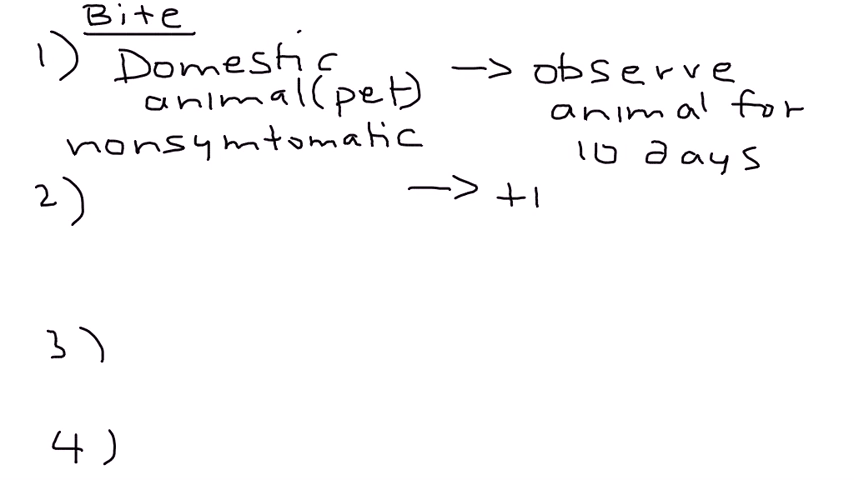 Bite
1) Domestic → observe
animal(pet) animal for
nonsymtomatic 10 days
2) → +1
3)
4)